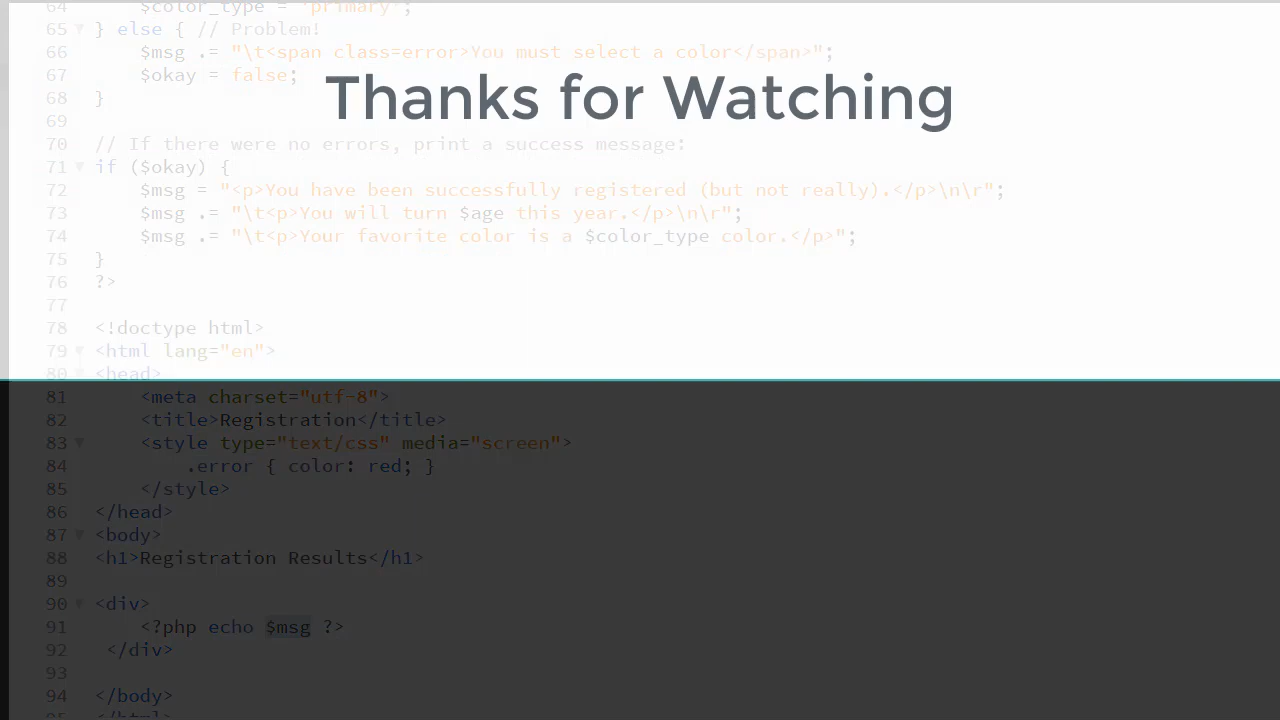 64 $color_type = 'primary';
65 } else { // Problem!
66 $msg .= "\t<span class=error>You must select a color</span>";
67 $okay = false;
Thanks for Watching
68 }
69
70 // If there were no errors, print a success message:
71 if ($okay) {
72 $msg = "<p>You have been successfully registered (but not really).</p>\n\r";
73 $msg .= "\t<p>You will turn $age this year.</p>\n\r";
74 $msg .= "\t<p>Your favorite color is a $color_type color.</p>";
75 }
76 ?>
77
78 <!doctype html>
79 <html lang="en">
80 <head>
81 <meta charset="utf-8">
82 <title>Registration</title>
83 <style type="text/css" media="screen">
84 .error { color: red; }
85 </style>
86 </head>
87 <body>
88 <h1>Registration Results</h1>
89
90 <div>
91 <?php echo $msg ?>
92 </div>
93
94 </body>
95 </html>